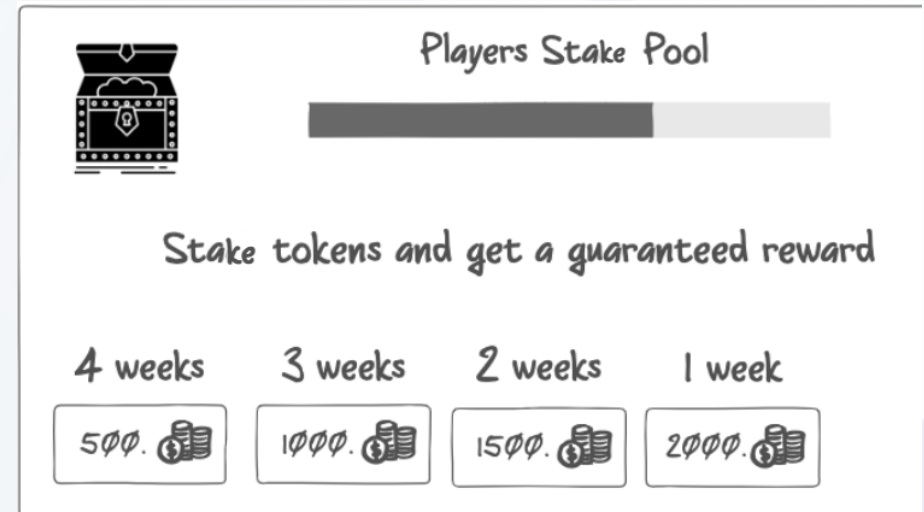 Players Stake Pool
Stake tokens and get a guaranteed reward
4 weeks 3 weeks 2 weeks 1 week
500. 1000. 1500. 2000.